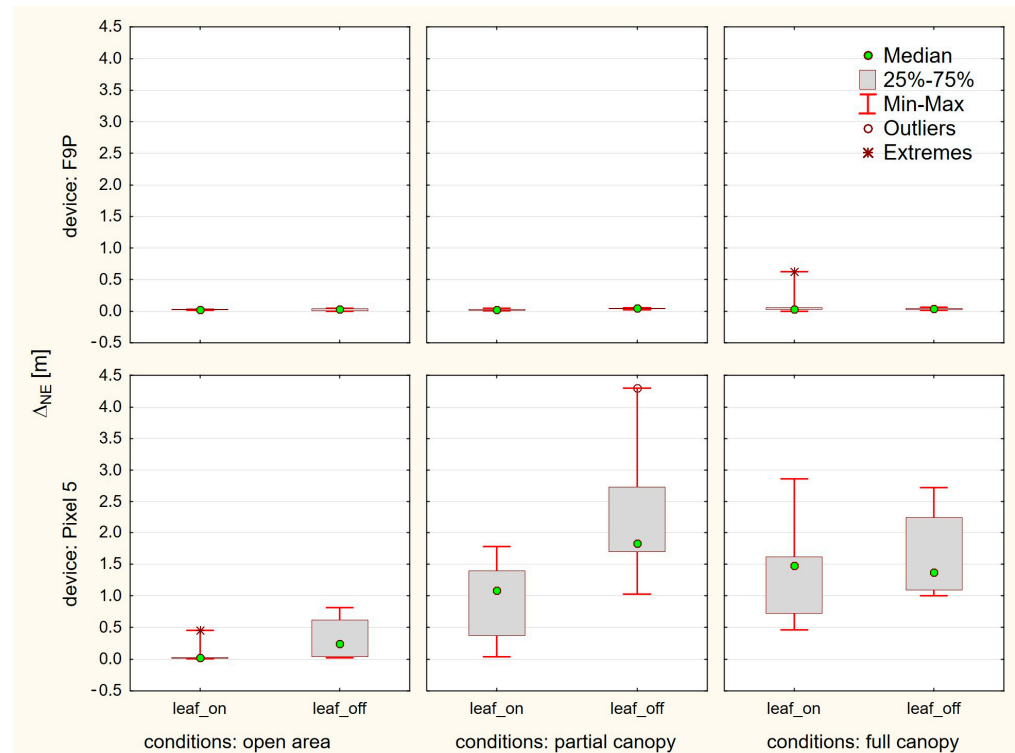 4.5
4.0
3.5
3.0
2.5
2.0
1.5
1.0
0.5
0.0
-0.5
device: F9P
Median
25%-75%
Min-Max
Outliers
Extremes
ΔNE [m]
4.5
4.0
3.5
3.0
2.5
2.0
1.5
1.0
0.5
0.0
-0.5
device: Pixel 5
leaf_on leaf_off leaf_on leaf_off leaf_on leaf_off
conditions: open area conditions: partial canopy conditions: full canopy